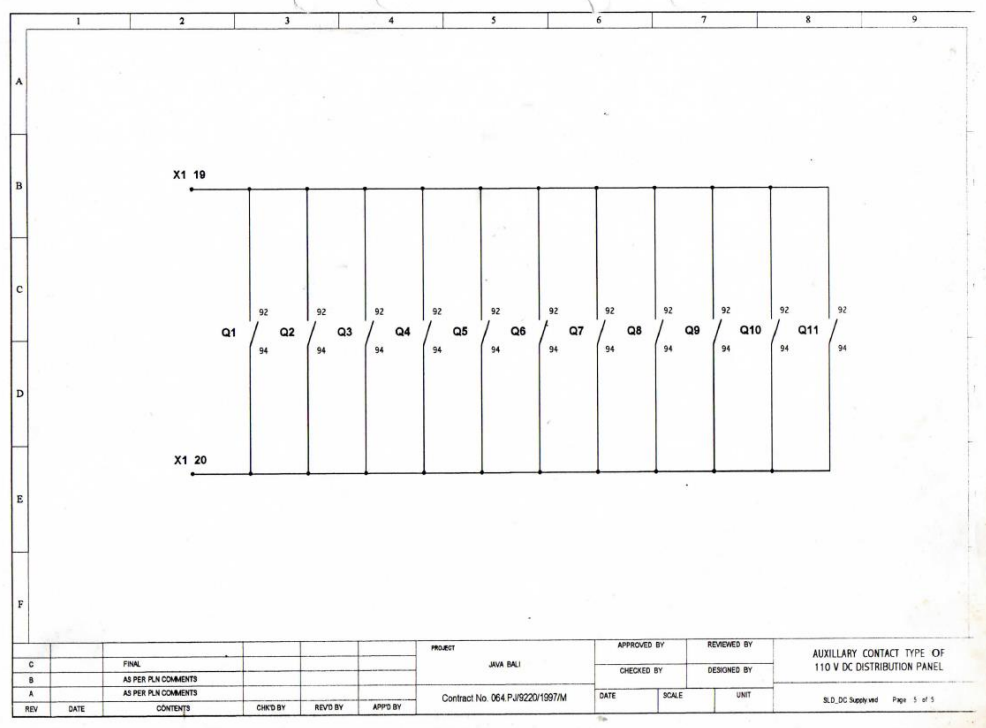 1 2 3 4 5 6 7 8 9
A
B
C
D
E
F
X1 19
92 92 92 92 92 92 92 92 92 92 92
Q1 Q2 Q3 Q4 Q5 Q6 Q7 Q8 Q9 Q10 Q11
94 94 94 94 94 94 94 94 94 94 94
X1 20
C FINAL
B AS PER PLN COMMENTS
A AS PER PLN COMMENTS
REV DATE CONTENTS CHK'D BY REV'D BY APP'D BY
PROJECT
JAVA BALI
Contract No. 064.PJ/9220/1997/M
APPROVED BY REVIEWED BY
CHECKED BY DESIGNED BY
DATE SCALE UNIT
AUXILLARY CONTACT TYPE OF
110 V DC DISTRIBUTION PANEL
SLD_DC Supply.vsd Page 5 of 5